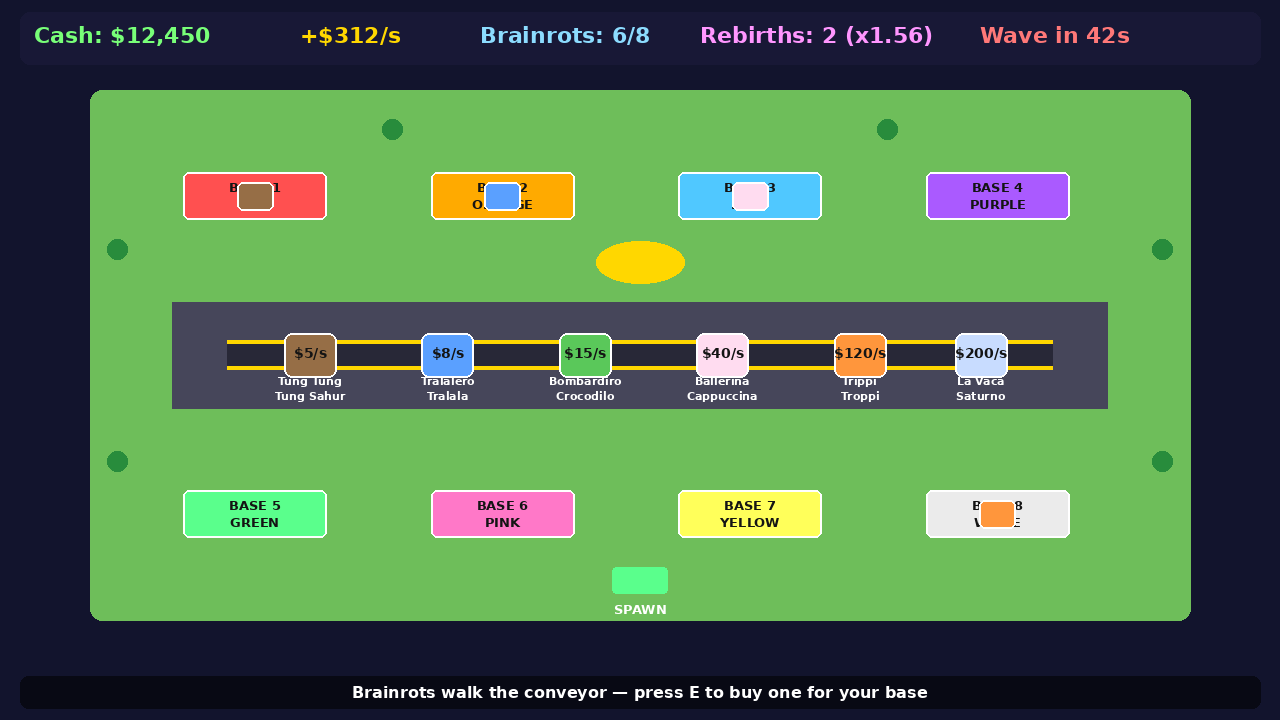 Cash: $12,450 +$312/s Brainrots: 6/8 Rebirths: 2 (x1.56) Wave in 42s
BASE 4
PURPLE
$5/s $8/s $15/s $40/s $120/s $200/s
Tung Tung Tralalero Bombardiro Ballerina Trippi La Vaca
Tung Sahur Tralala Crocodilo Cappuccina Troppi Saturno
BASE 5 BASE 6 BASE 7
GREEN PINK YELLOW
SPAWN
Brainrots walk the conveyor — press E to buy one for your base